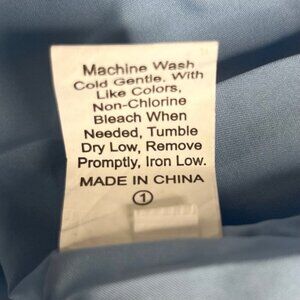 Machine Wash
Cold Gentle. With
Like Colors,
Non-Chlorine
Bleach When
Needed, Tumble
Dry Low, Remove
Promptly, Iron Low.
MADE IN CHINA
①